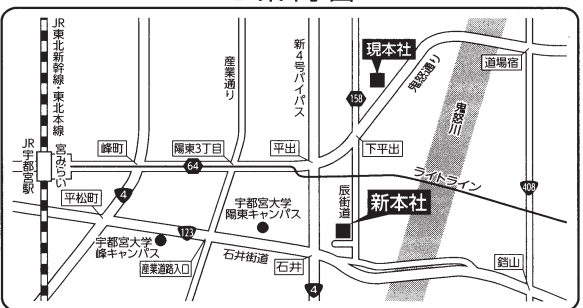 JR東北新幹線・東北本線
産業通り
新4号バイパス
現本社
鬼怒通り
道場宿
158
鬼怒川
JR宇都宮駅
宮みらい
峰町
陽東3丁目
平出
下平出
64
ライトライン
408
平松町
4
宇都宮大学
陽東キャンパス
辰街道
新本社
123
宇都宮大学
峰キャンパス
石井街道
産業道路入口
石井
鐺山
4